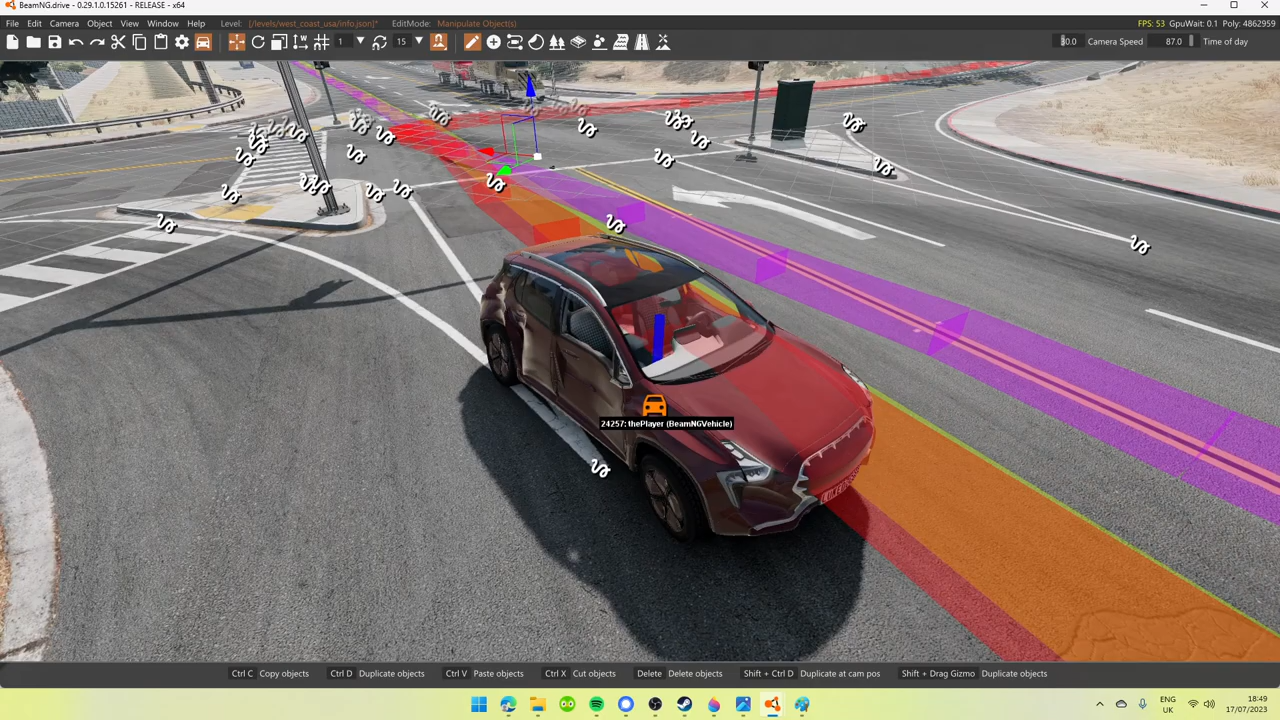 BeamNG.drive - 0.29.1.0.15261 - RELEASE - x64
File Edit Camera Object View Window Help Level: [/levels/west_coast_usa/info.json]* EditMode: Manipulate Object(s) FPS: 53 GpuWait: 0.1 Poly: 4862959
1 15 30.0 Camera Speed 87.0 Time of day
24257: thePlayer (BeamNGVehicle)
Ctrl C Copy objects Ctrl D Duplicate objects Ctrl V Paste objects Ctrl X Cut objects Delete Delete objects Shift + Ctrl D Duplicate at cam pos Shift + Drag Gizmo Duplicate objects
ENG
UK
18:49
17/07/2023